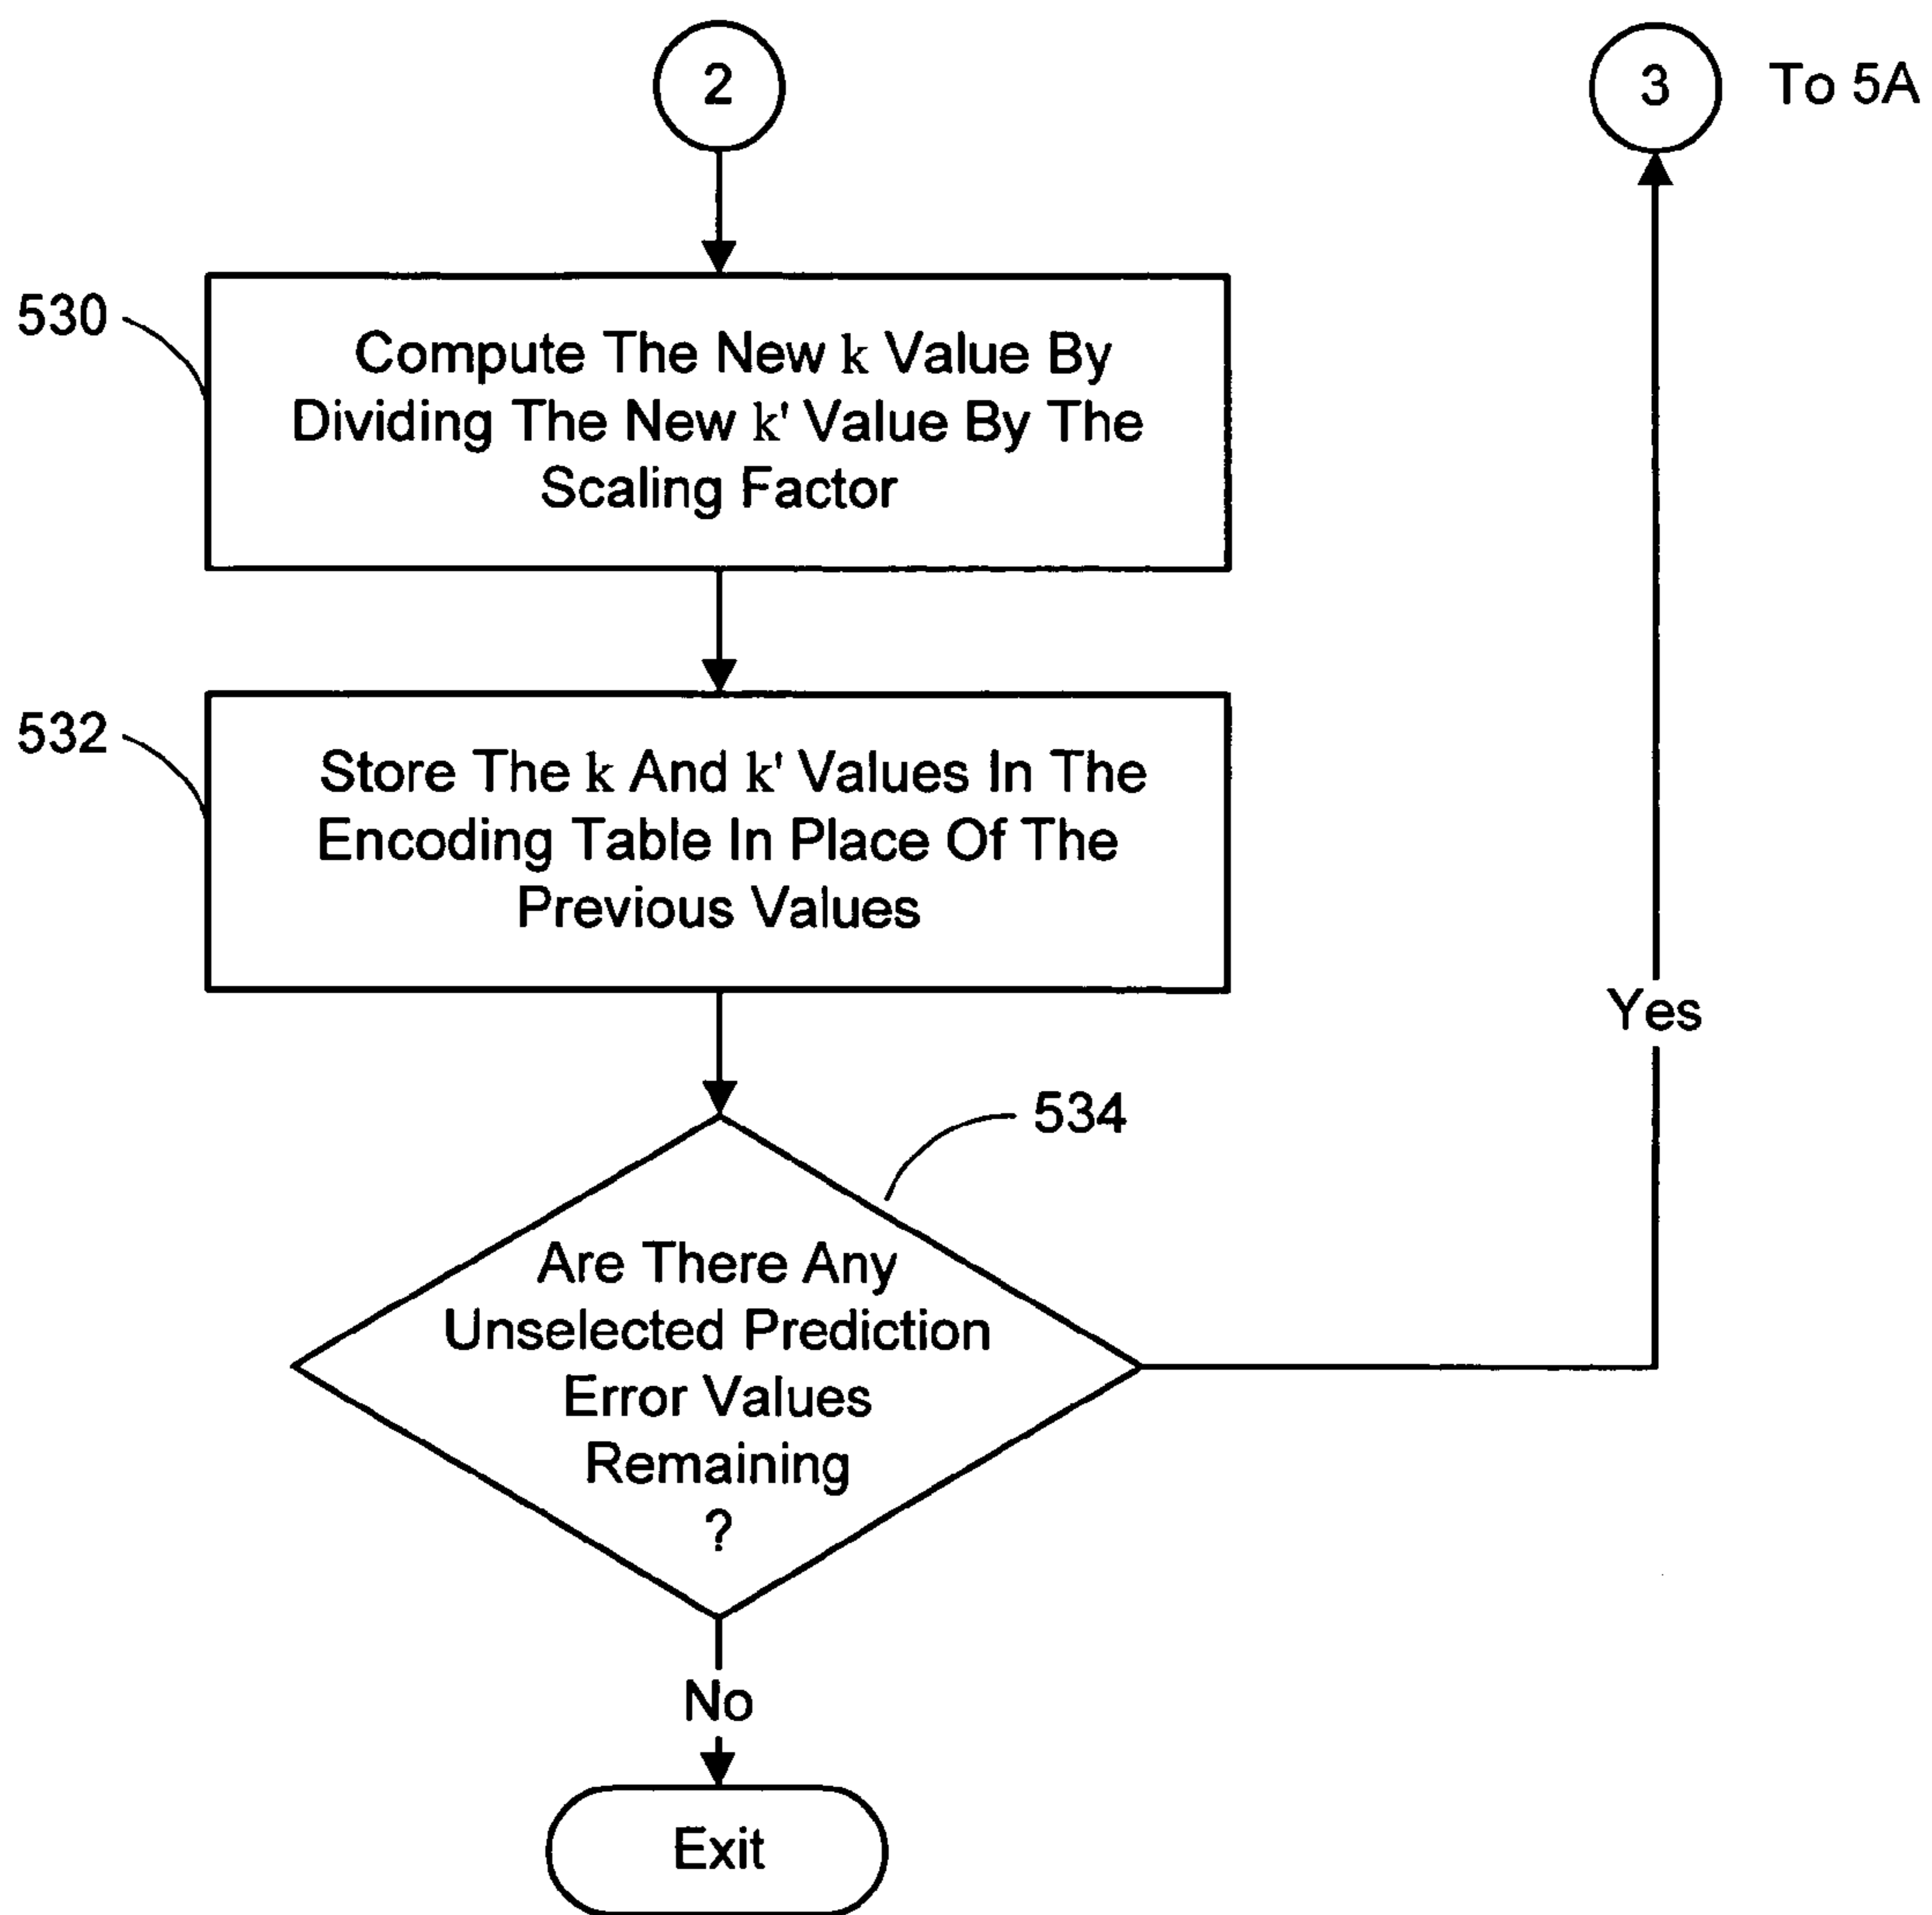 2
3 To 5A
530
Compute The New k Value By
Dividing The New k' Value By The
Scaling Factor
532
Store The k And k' Values In The
Encoding Table In Place Of The
Previous Values
Yes
534
Are There Any
Unselected Prediction
Error Values
Remaining
?
No
Exit